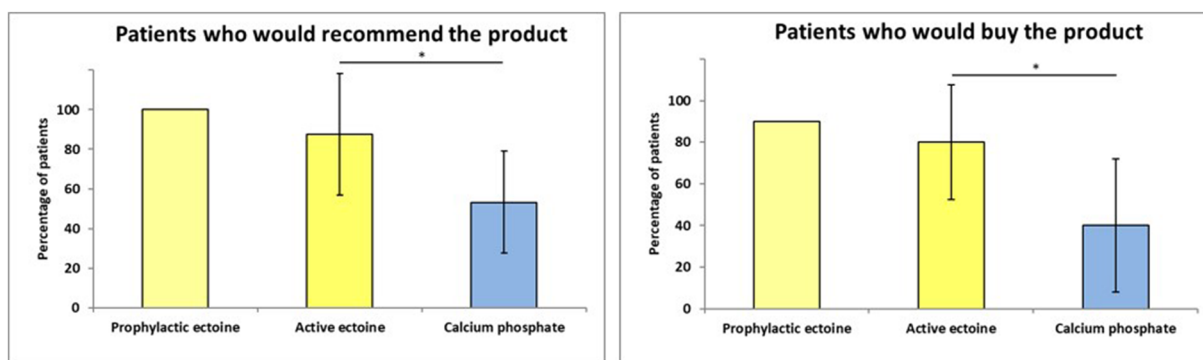 Patients who would recommend the product
*
Percentage of patients
100
80
60
40
20
0
Prophylactic ectoine Active ectoine Calcium phosphate
Patients who would buy the product
*
Percentage of patients
100
80
60
40
20
0
Prophylactic ectoine Active ectoine Calcium phosphate